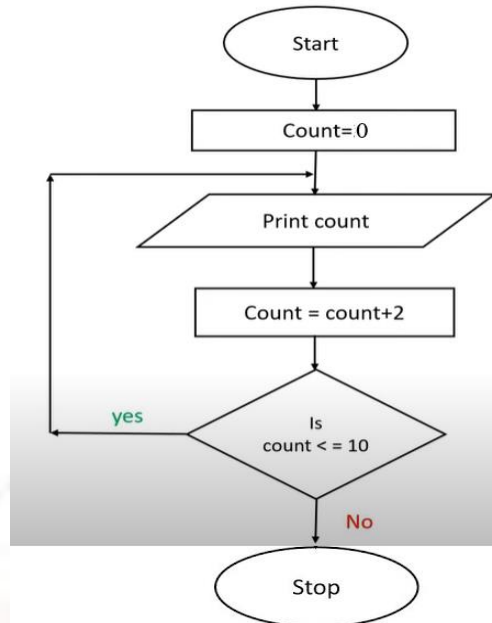 Start
Count=0
Print count
Count = count+2
Is
count < = 10
yes
No
Stop